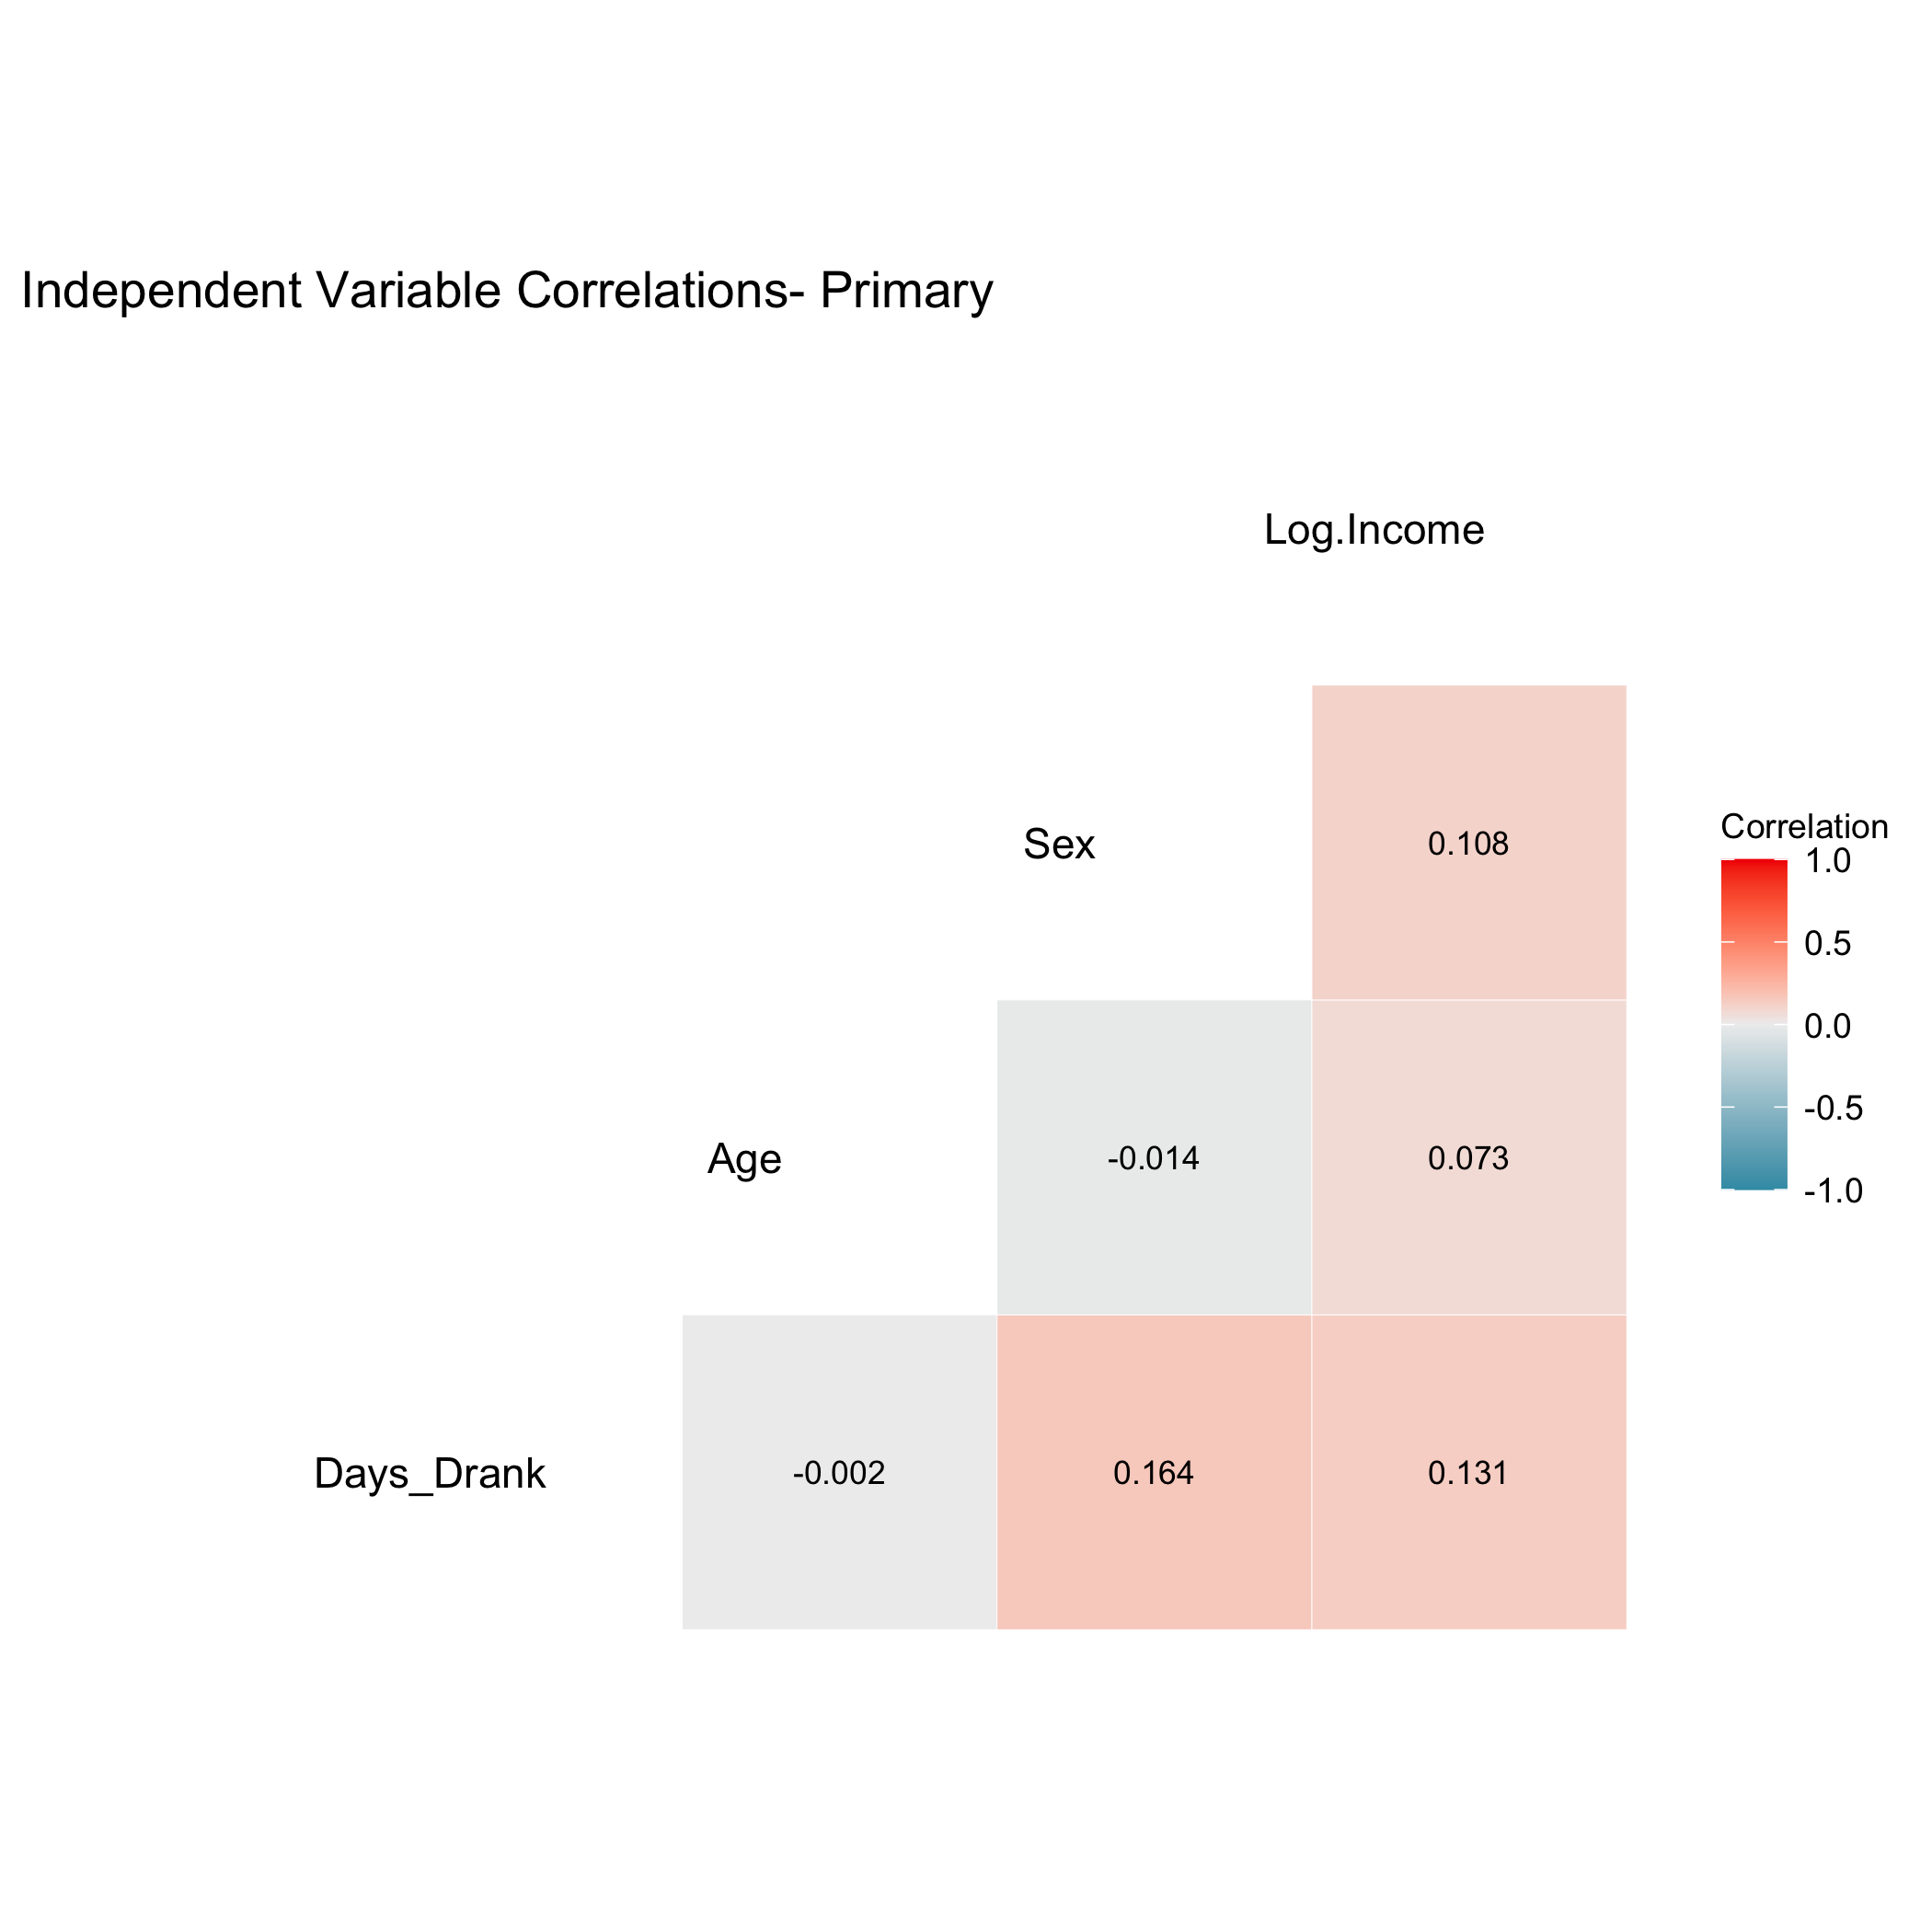 Independent Variable Correlations- Primary
Log.Income
Sex
0.108
Correlation
1.0
0.5
0.0
-0.5
-1.0
Age
-0.014
0.073
Days_Drank
-0.002
0.164
0.131